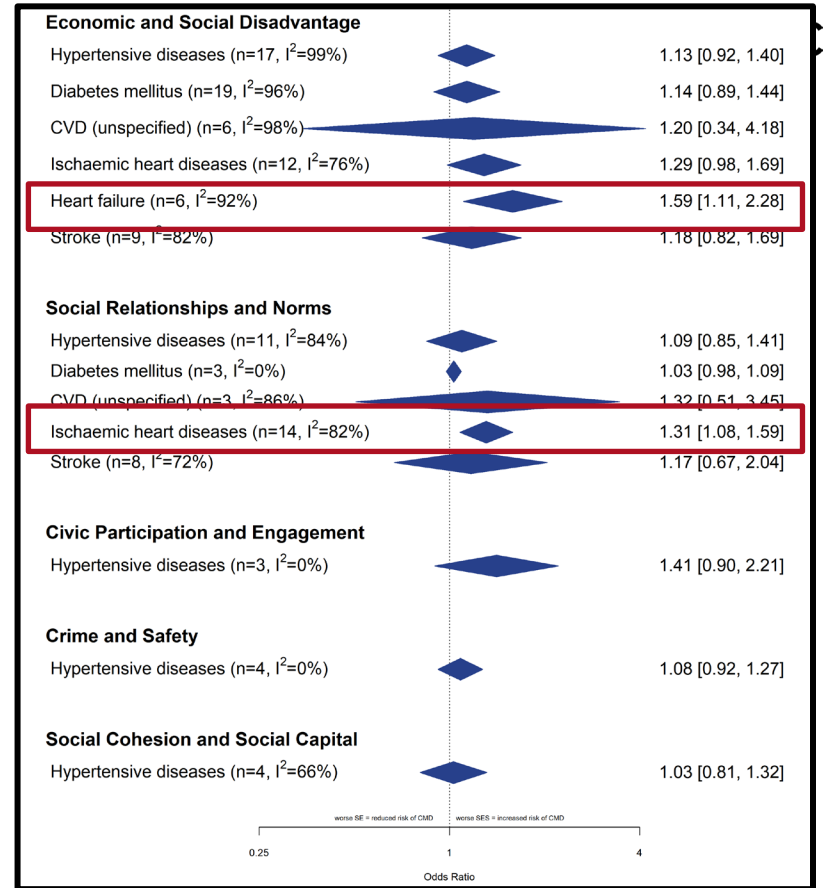 Economic and Social Disadvantage
Hypertensive diseases (n=17, I²=99%) 1.13 [0.92, 1.40]
Diabetes mellitus (n=19, I²=96%) 1.14 [0.89, 1.44]
CVD (unspecified) (n=6, I²=98%) 1.20 [0.34, 4.18]
Ischaemic heart diseases (n=12, I²=76%) 1.29 [0.98, 1.69]
Heart failure (n=6, I²=92%) 1.59 [1.11, 2.28]
Stroke (n=9, I²=82%) 1.18 [0.82, 1.69]
Social Relationships and Norms
Hypertensive diseases (n=11, I²=84%) 1.09 [0.85, 1.41]
Diabetes mellitus (n=3, I²=0%) 1.03 [0.98, 1.09]
CVD (unspecified) (n=3, I²=86%) 1.32 [0.51, 3.45]
Ischaemic heart diseases (n=14, I²=82%) 1.31 [1.08, 1.59]
Stroke (n=8, I²=72%) 1.17 [0.67, 2.04]
Civic Participation and Engagement
Hypertensive diseases (n=3, I²=0%) 1.41 [0.90, 2.21]
Crime and Safety
Hypertensive diseases (n=4, I²=0%) 1.08 [0.92, 1.27]
Social Cohesion and Social Capital
Hypertensive diseases (n=4, I²=66%) 1.03 [0.81, 1.32]
worse SE = reduced risk of CMD worse SES = increased risk of CMD
0.25 1 4
Odds Ratio